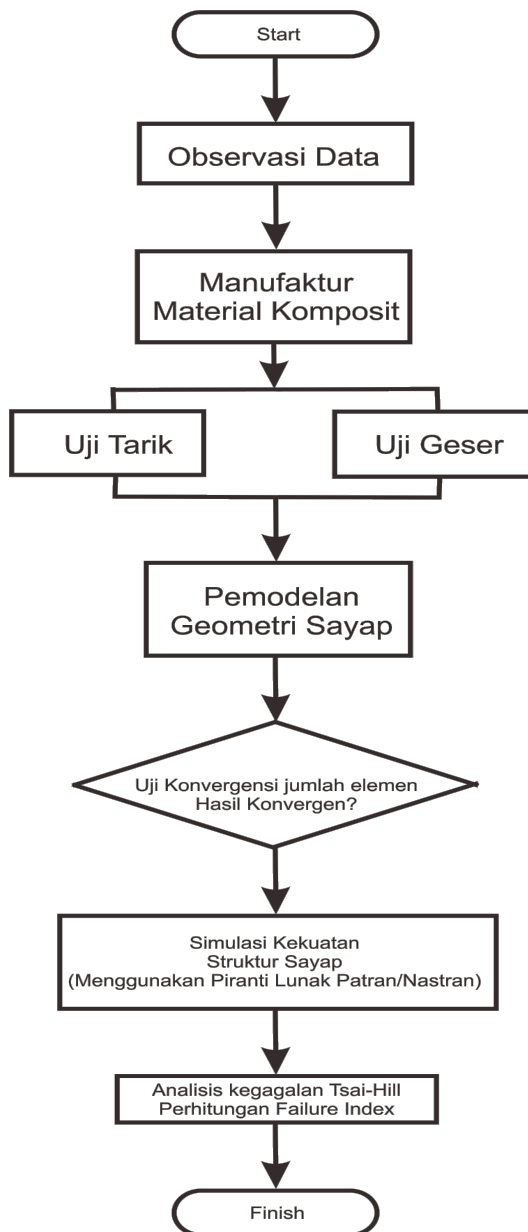 Start
Observasi Data
Manufaktur
Material Komposit
Uji Tarik
Uji Geser
Pemodelan
Geometri Sayap
Uji Konvergensi jumlah elemen
Hasil Konvergen?
Simulasi Kekuatan
Struktur Sayap
(Menggunakan Piranti Lunak Patran/Nastran)
Analisis kegagalan Tsai-Hill
Perhitungan Failure Index
Finish